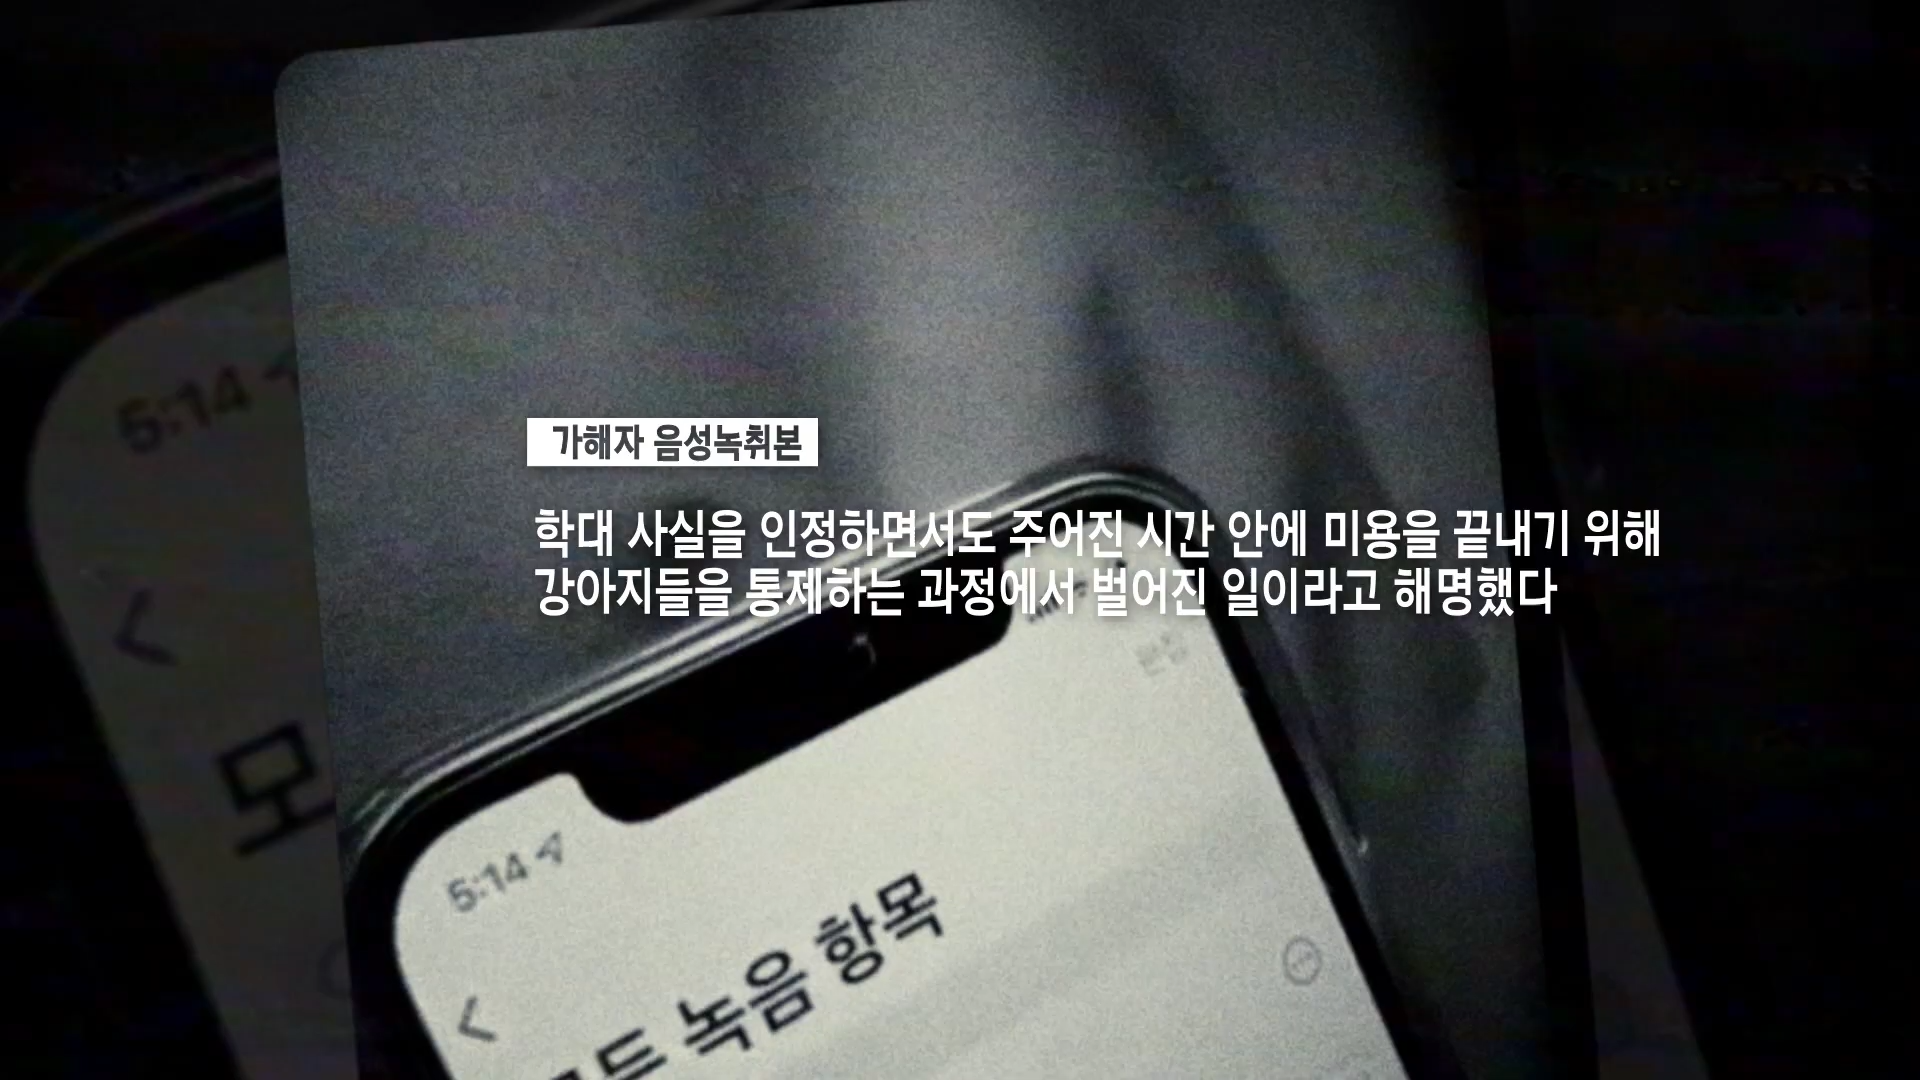 가해자 음성녹취본
학대 사실을 인정하면서도 주어진 시간 안에 미용을 끝내기 위해
강아지들을 통제하는 과정에서 벌어진 일이라고 해명했다
5:14
모
5:14
녹음 항목